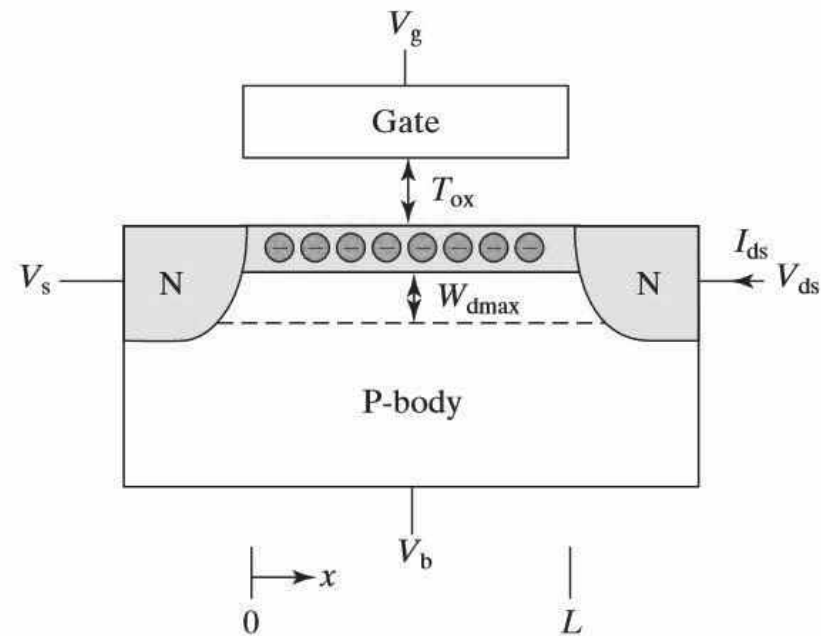 V_g
Gate
T_ox
I_ds
V_s N N V_ds
W_dmax
P-body
V_b
x
0 L